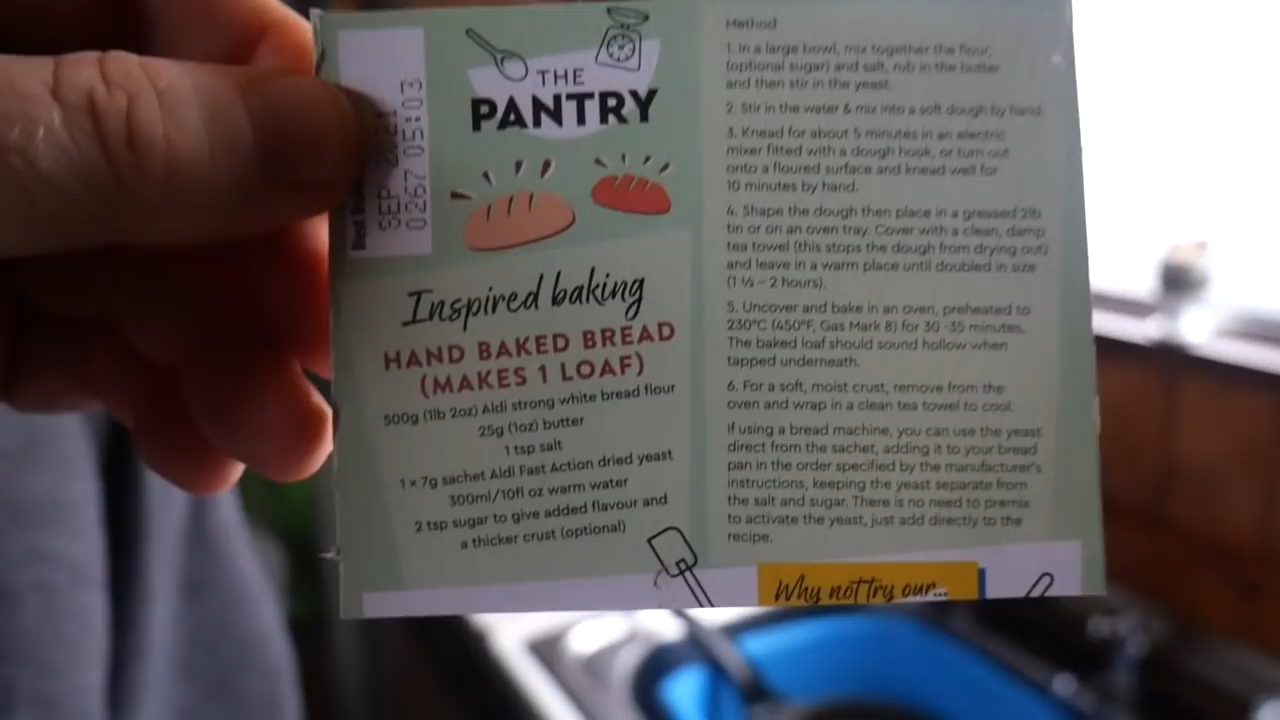 THE
PANTRY
SEP 2021
0267 05:03
Inspired baking
HAND BAKED BREAD
(MAKES 1 LOAF)
500g (1lb 2oz) Aldi strong white bread flour
25g (1oz) butter
1 tsp salt
1 x 7g sachet Aldi Fast Action dried yeast
300ml/10fl oz warm water
2 tsp sugar to give added flavour and
a thicker crust (optional)
Method
1. In a large bowl, mix together the flour,
(optional sugar) and salt, rub in the butter
and then stir in the yeast.
2. Stir in the water & mix into a soft dough by hand.
3. Knead for about 5 minutes in an electric
mixer fitted with a dough hook, or turn out
onto a floured surface and knead well for
10 minutes by hand.
4. Shape the dough then place in a greased 2lb
tin or on an oven tray. Cover with a clean, damp
tea towel (this stops the dough from drying out)
and leave in a warm place until doubled in size
(1 ½ – 2 hours).
5. Uncover and bake in an oven, preheated to
230°C (450°F, Gas Mark 8) for 30 -35 minutes.
The baked loaf should sound hollow when
tapped underneath.
6. For a soft, moist crust, remove from the
oven and wrap in a clean tea towel to cool.
If using a bread machine, you can use the yeast
direct from the sachet, adding it to your bread
pan in the order specified by the manufacturer's
instructions, keeping the yeast separate from
the salt and sugar. There is no need to premix
to activate the yeast, just add directly to the
recipe.
Why not try our...